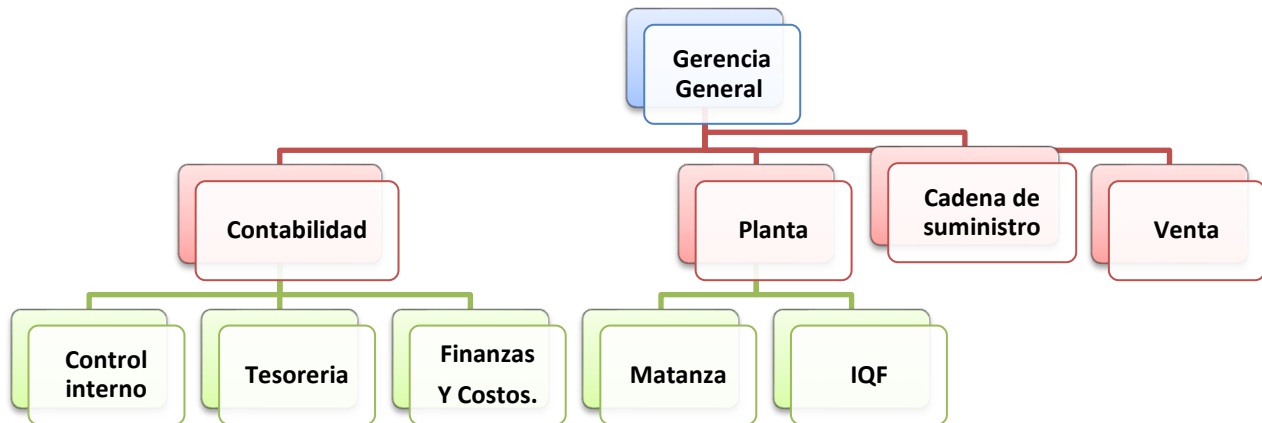 Gerencia
General
Contabilidad
Planta
Cadena de
suministro
Venta
Control
interno
Tesoreria
Finanzas
Y Costos.
Matanza
IQF